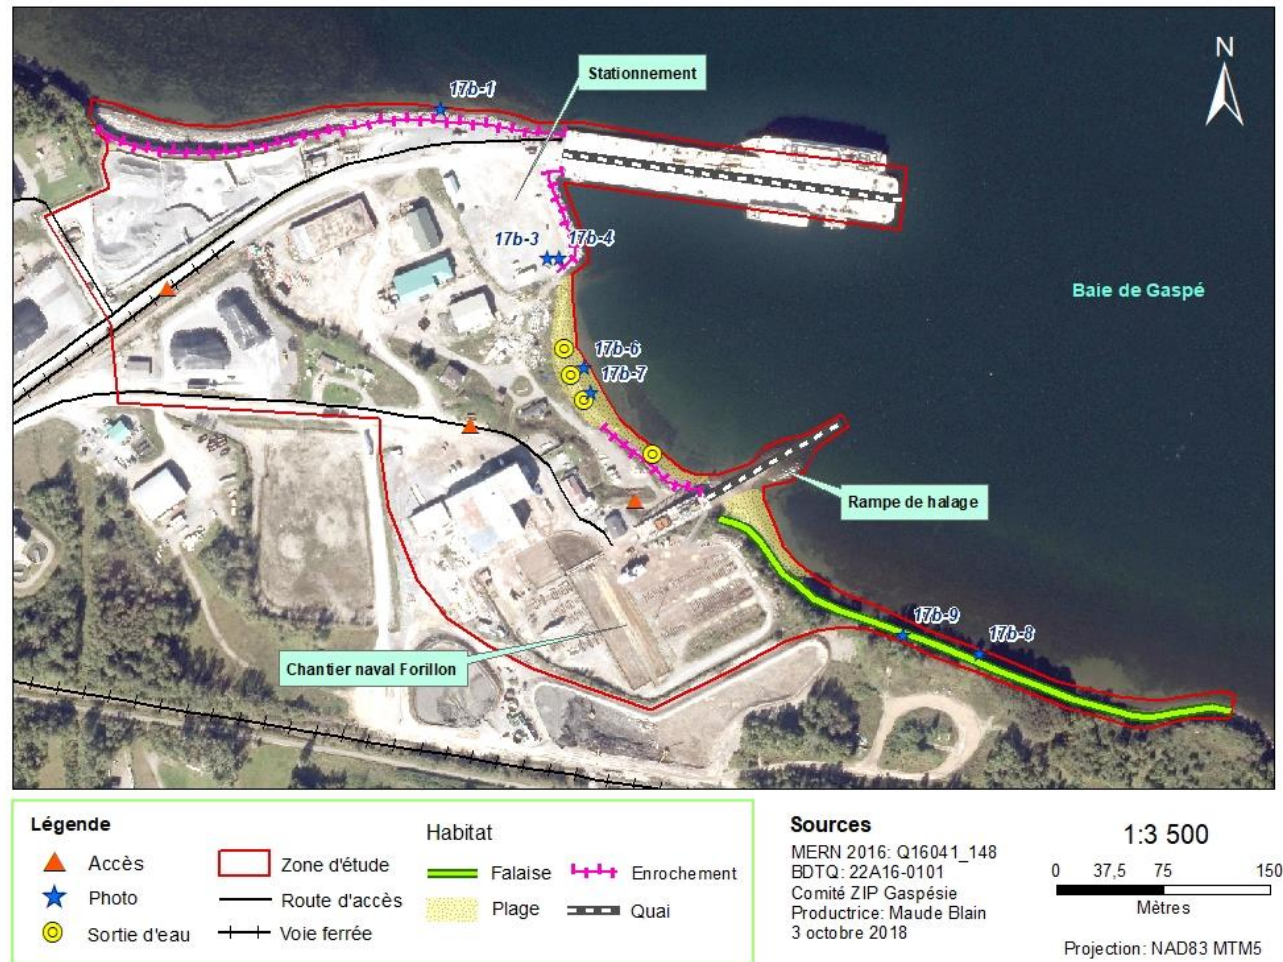 N
Stationnement
17b-1
17b-3
17b-4
Baie de Gaspé
17b-6
17b-7
Rampe de halage
17b-9
17b-8
Chantier naval Forillon
Légende
Accès
Photo
Sortie d'eau
Zone d'étude
Route d'accès
Voie ferrée
Habitat
Falaise
Plage
Enrochement
Quai
Sources
MERN 2016: Q16041_148
BDTQ: 22A16-0101
Comité ZIP Gaspésie
Productrice: Maude Blain
3 octobre 2018
1:3 500
0 37,5 75 150
Mètres
Projection: NAD83 MTM5